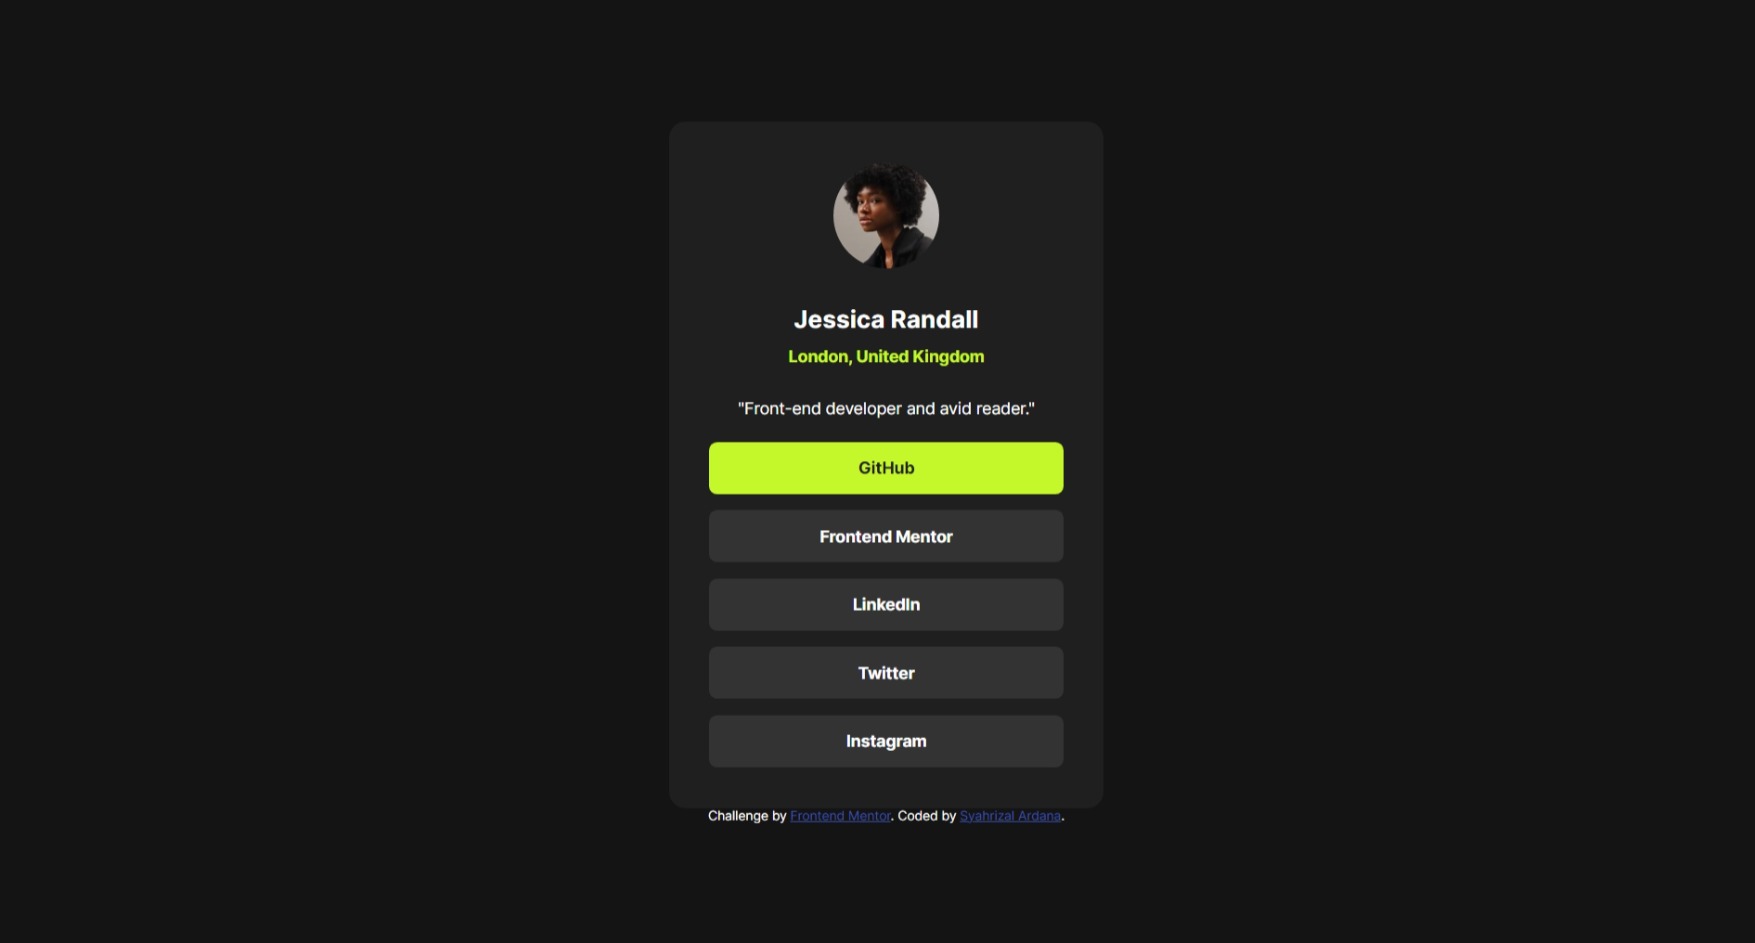 Jessica Randall
London, United Kingdom
"Front-end developer and avid reader."
GitHub
Frontend Mentor
LinkedIn
Twitter
Instagram
Challenge by Frontend Mentor. Coded by Syahrizal Ardana.